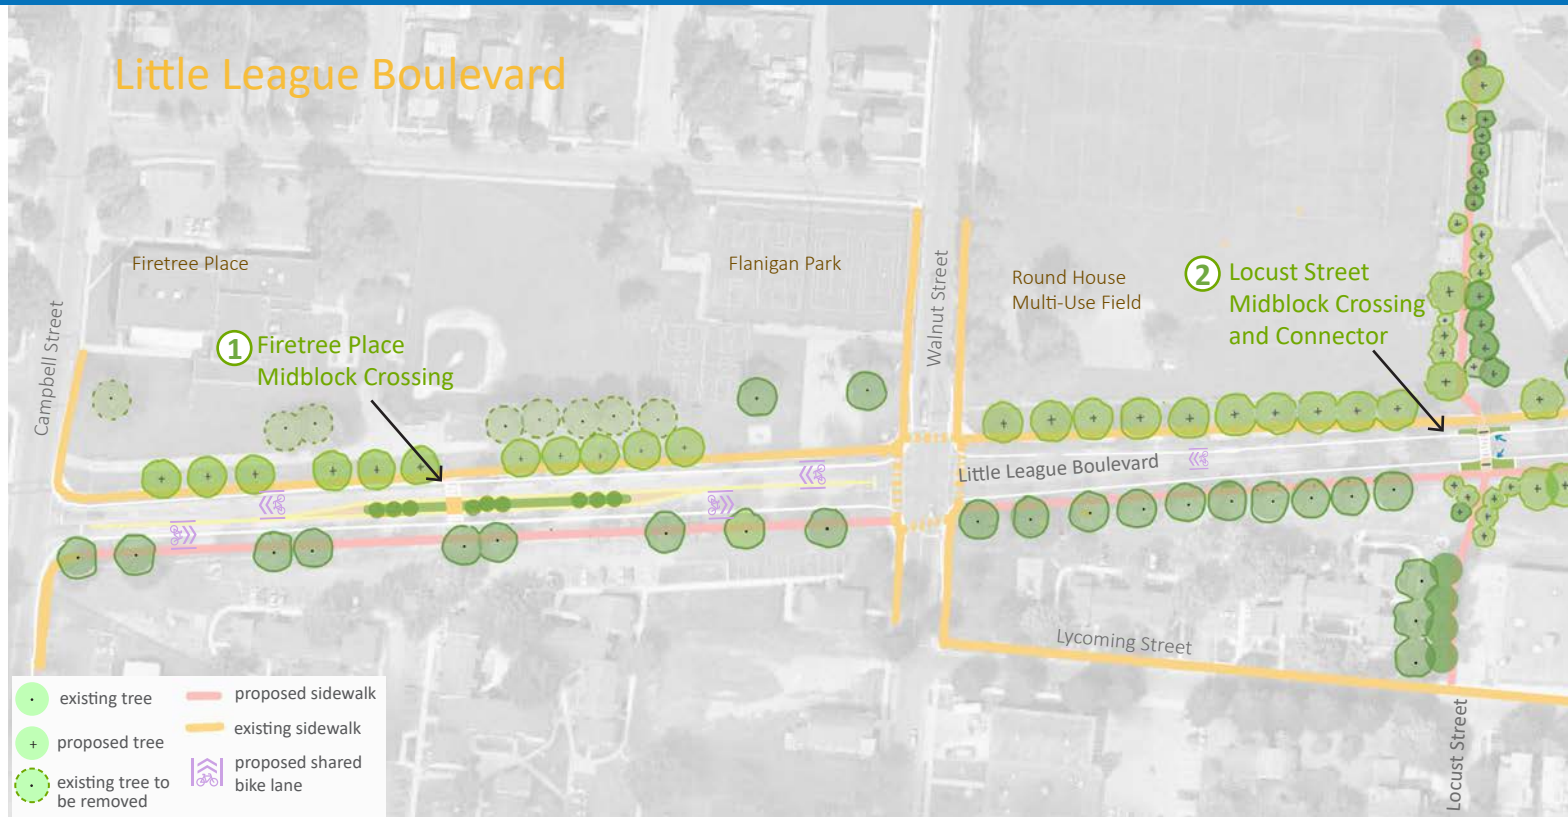 Little League Boulevard
Firetree Place
Flanigan Park
Walnut Street
Round House
Multi-Use Field
2 Locust Street
Midblock Crossing
and Connector
Campbell Street
1 Firetree Place
Midblock Crossing
Little League Boulevard
Lycoming Street
Locust Street
existing tree
proposed tree
existing tree to
be removed
proposed sidewalk
existing sidewalk
proposed shared
bike lane